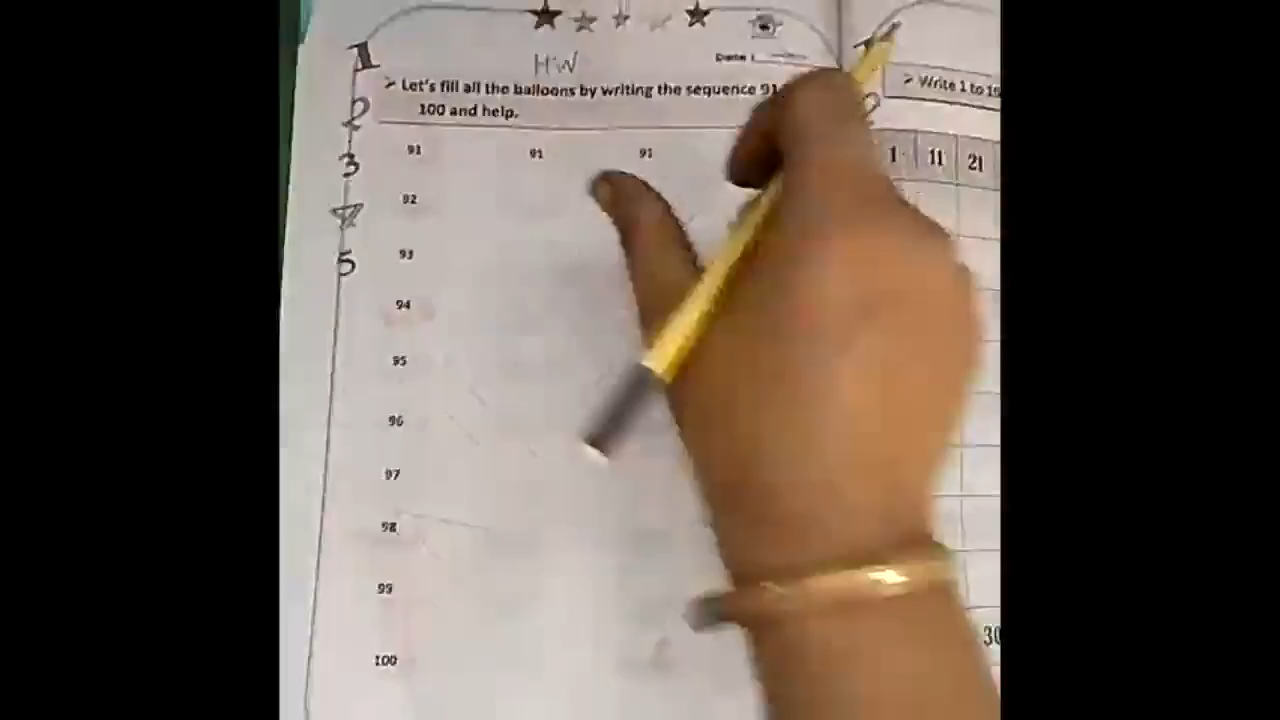 1
2
3
5
HW
Date :
➢ Let's fill all the balloons by writing the sequence 91
100 and help.
91 91 91
92
93
94
95
96
97
98
99
100
➢ Write 1 to
1 11 21
30